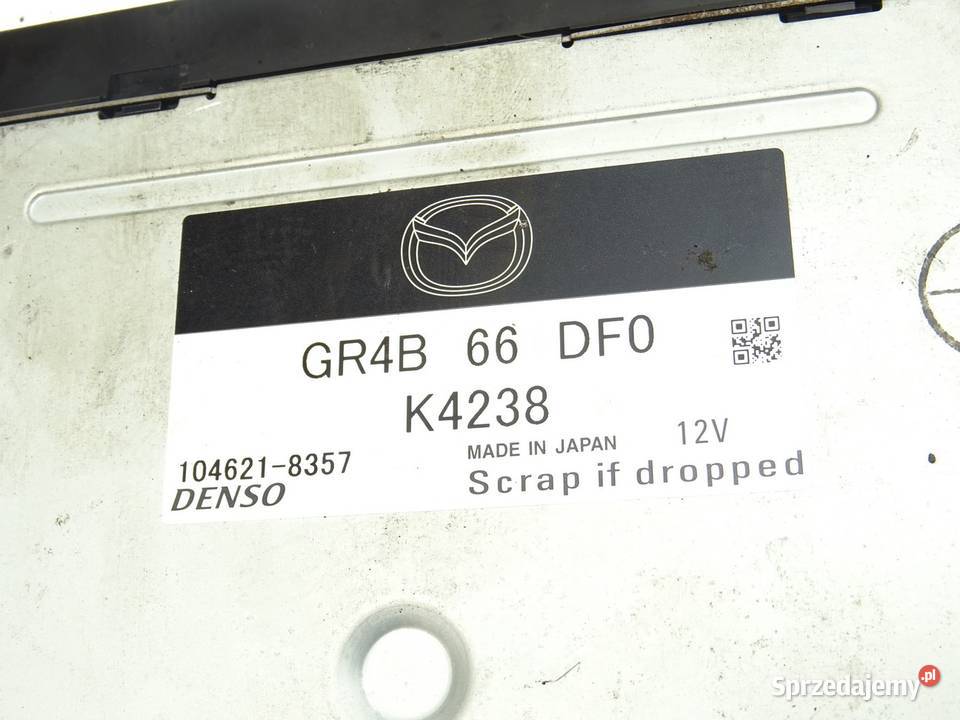 GR4B 66 DF0
K4238
MADE IN JAPAN 12V
104621-8357
DENSO
Scrap if dropped
Sprzedajemy.pl